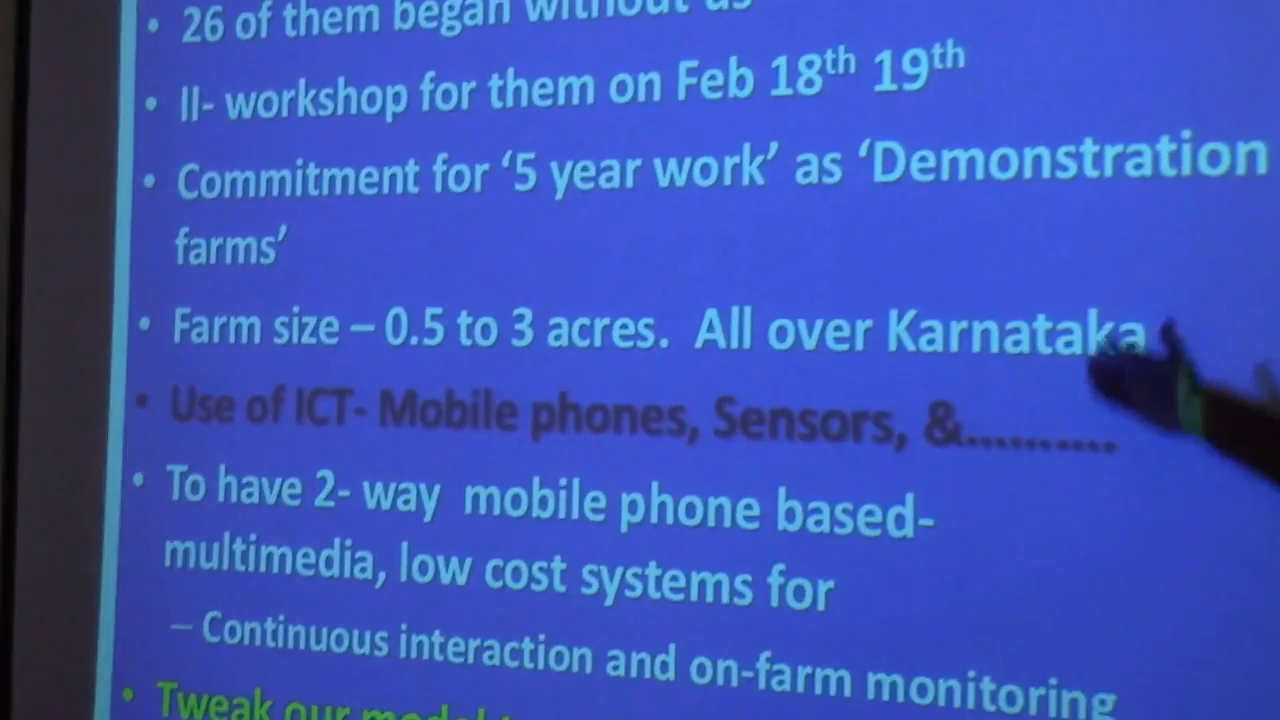 • 26 of them began without us
• II- workshop for them on Feb 18th 19th
• Commitment for ‘5 year work’ as ‘Demonstration
farms’
• Farm size – 0.5 to 3 acres.  All over Karnataka
• Use of ICT- Mobile phones, Sensors, &..........
• To have 2- way  mobile phone based-
multimedia, low cost systems for
– Continuous interaction and on-farm monitoring
• Tweak our model